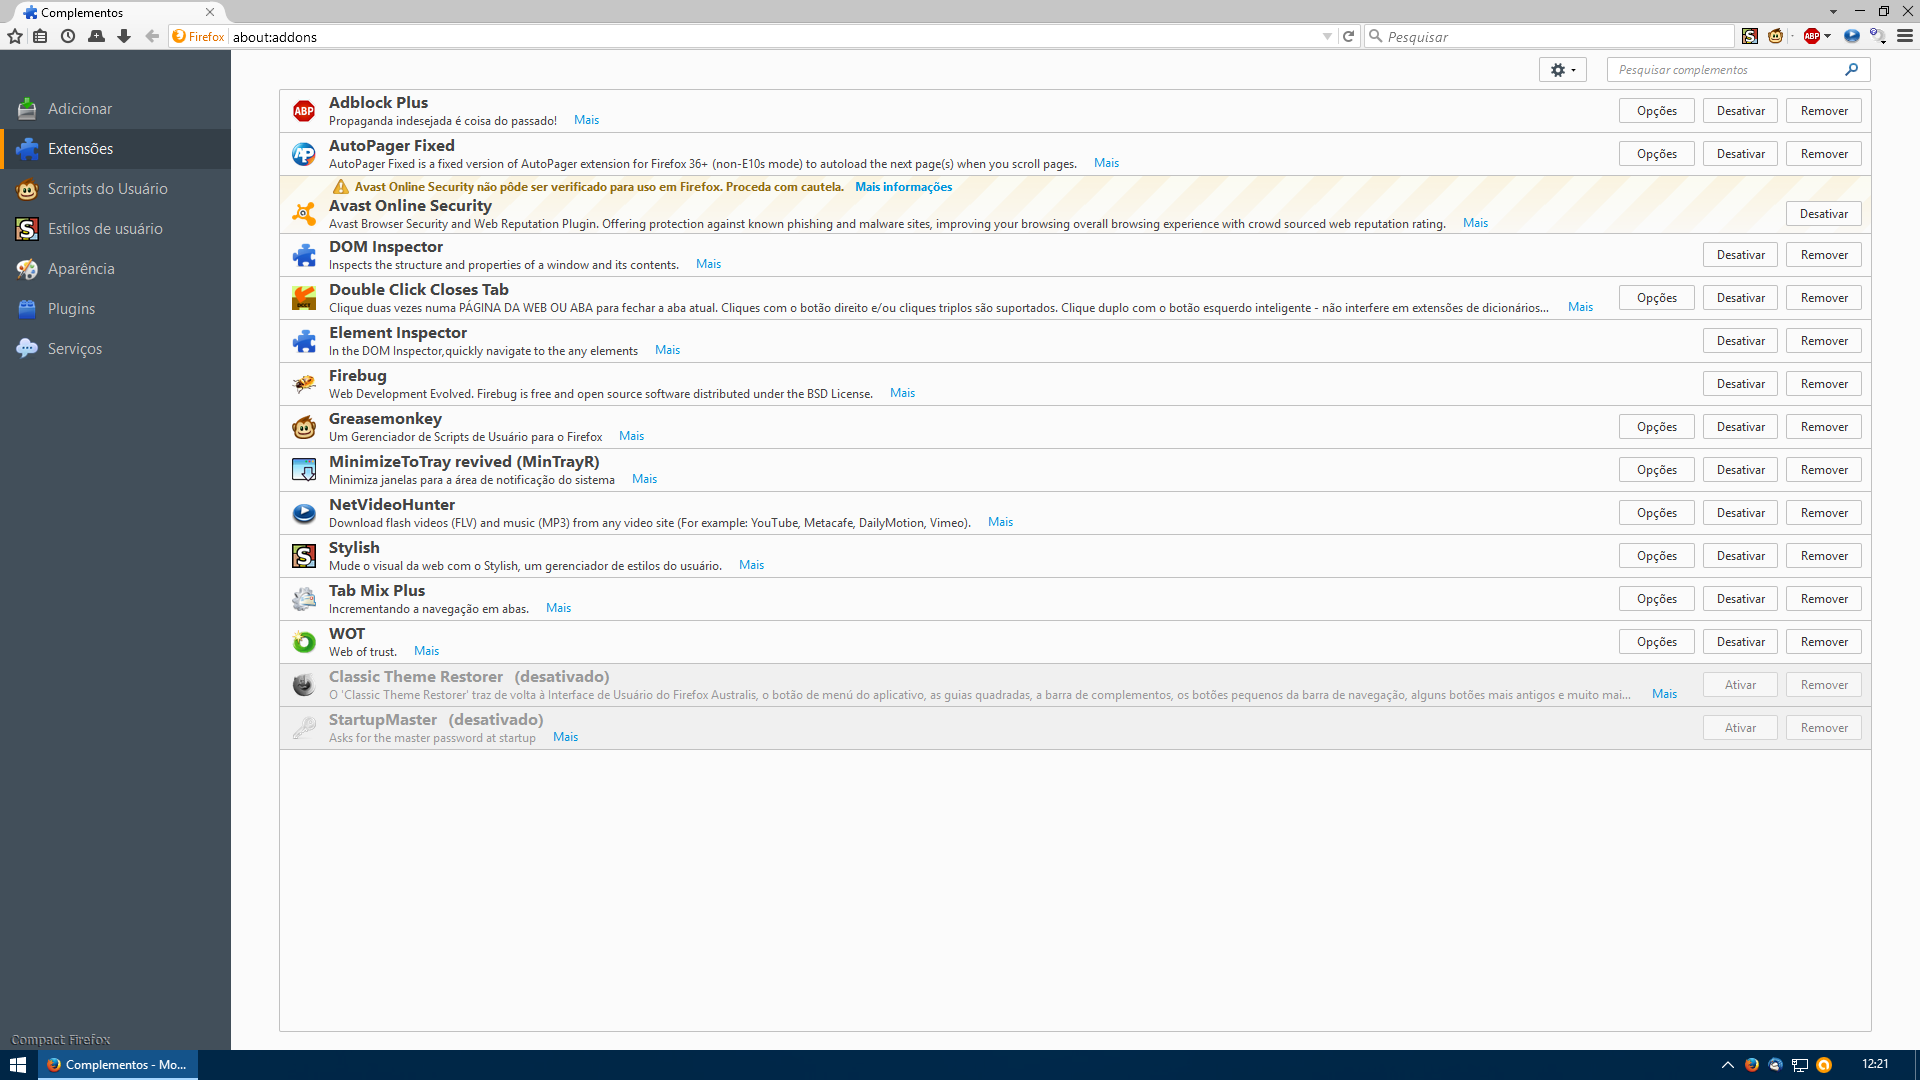 Complementos
Firefox about:addons
Pesquisar
ABP
Pesquisar complementos
Adicionar
Extensões
Scripts do Usuário
Estilos de usuário
Aparência
Plugins
Serviços
Adblock Plus
Propaganda indesejada é coisa do passado! Mais
Opções Desativar Remover
AutoPager Fixed
AutoPager Fixed is a fixed version of AutoPager extension for Firefox 36+ (non-E10s mode) to autoload the next page(s) when you scroll pages. Mais
Opções Desativar Remover
Avast Online Security não pôde ser verificado para uso em Firefox. Proceda com cautela. Mais informações
Avast Online Security
Avast Browser Security and Web Reputation Plugin. Offering protection against known phishing and malware sites, improving your browsing overall browsing experience with crowd sourced web reputation rating. Mais
Desativar
DOM Inspector
Inspects the structure and properties of a window and its contents. Mais
Desativar Remover
Double Click Closes Tab
Clique duas vezes numa PÁGINA DA WEB OU ABA para fechar a aba atual. Cliques com o botão direito e/ou cliques triplos são suportados. Clique duplo com o botão esquerdo inteligente - não interfere em extensões de dicionários... Mais
Opções Desativar Remover
Element Inspector
In the DOM Inspector,quickly navigate to the any elements Mais
Desativar Remover
Firebug
Web Development Evolved. Firebug is free and open source software distributed under the BSD License. Mais
Desativar Remover
Greasemonkey
Um Gerenciador de Scripts de Usuário para o Firefox Mais
Opções Desativar Remover
MinimizeToTray revived (MinTrayR)
Minimiza janelas para a área de notificação do sistema Mais
Opções Desativar Remover
NetVideoHunter
Download flash videos (FLV) and music (MP3) from any video site (For example: YouTube, Metacafe, DailyMotion, Vimeo). Mais
Opções Desativar Remover
Stylish
Mude o visual da web com o Stylish, um gerenciador de estilos do usuário. Mais
Opções Desativar Remover
Tab Mix Plus
Incrementando a navegação em abas. Mais
Opções Desativar Remover
WOT
Web of trust. Mais
Opções Desativar Remover
Classic Theme Restorer (desativado)
O 'Classic Theme Restorer' traz de volta à Interface de Usuário do Firefox Australis, o botão de menú do aplicativo, as guias quadradas, a barra de complementos, os botões pequenos da barra de navegação, alguns botões mais antigos e muito mai... Mais
Ativar Remover
StartupMaster (desativado)
Asks for the master password at startup Mais
Ativar Remover
Compact Firefox
Complementos - Mo...
12:21